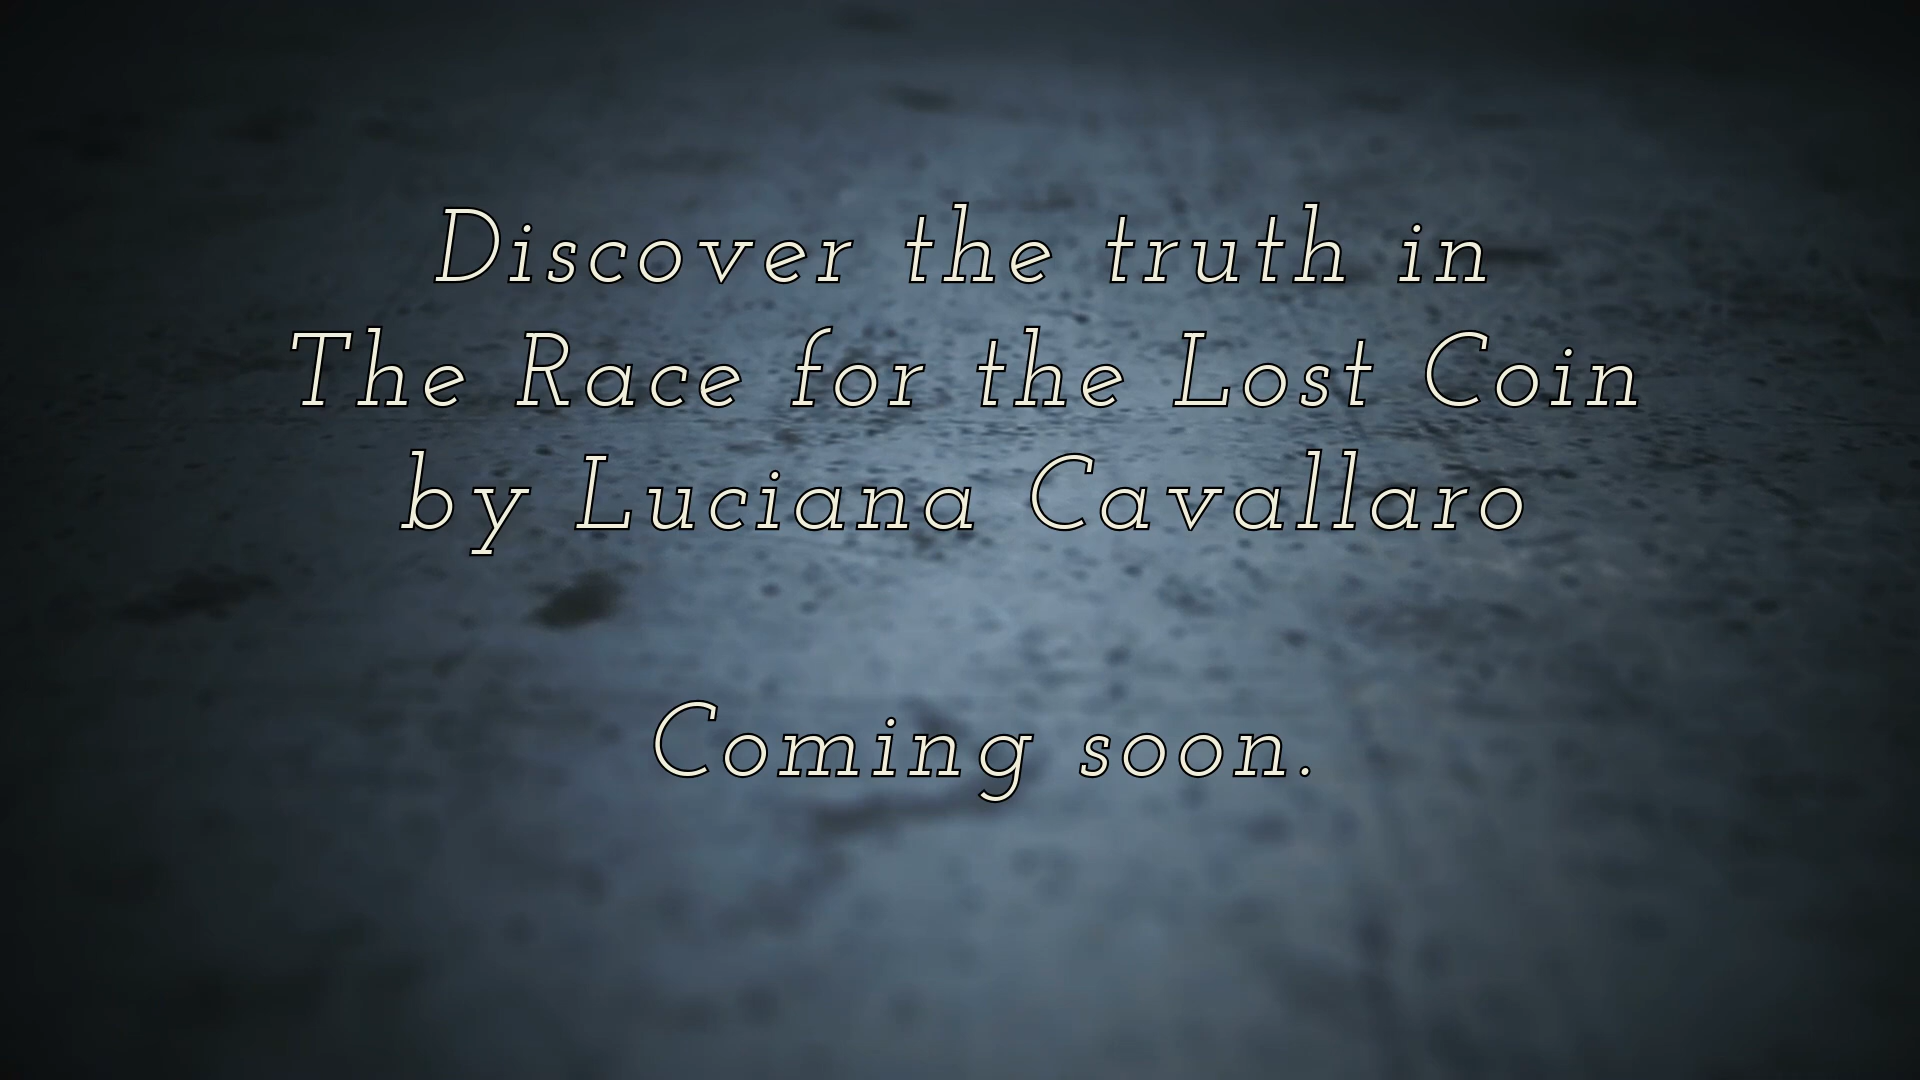 Discover the truth in
The Race for the Lost Coin
by Luciana Cavallaro
Coming soon.